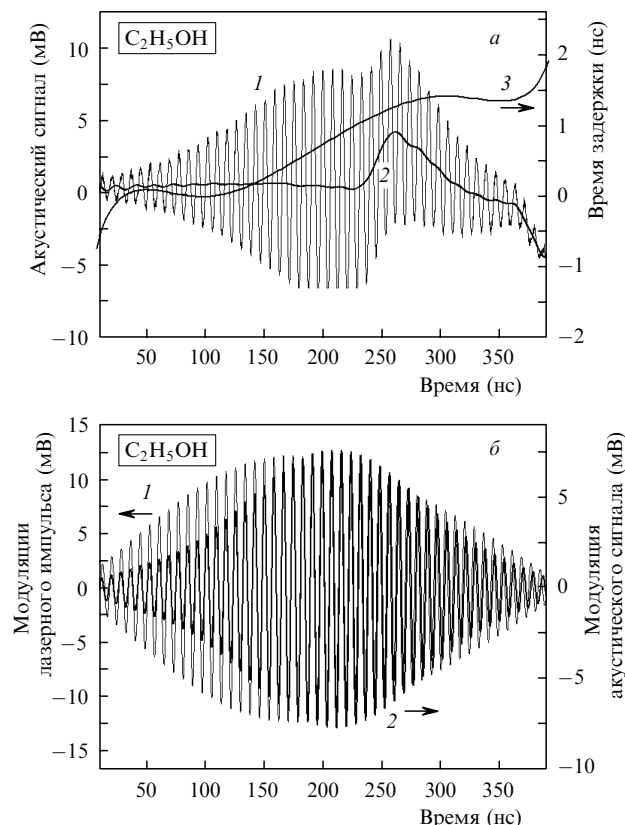 C₂H₅OH
а
Акустический сигнал (мВ)
10
5
0
−5
−10
1
2
3
2
1
0
−1
−2
Время задержки (нс)
50 100 150 200 250 300 350
Время (нс)
C₂H₅OH
б
Модуляции
лазерного импульса (мВ)
15
10
5
0
−5
−10
−15
1
2
5
0
−5
−10
Модуляция
акустического сигнала (мВ)
50 100 150 200 250 300 350
Время (нс)